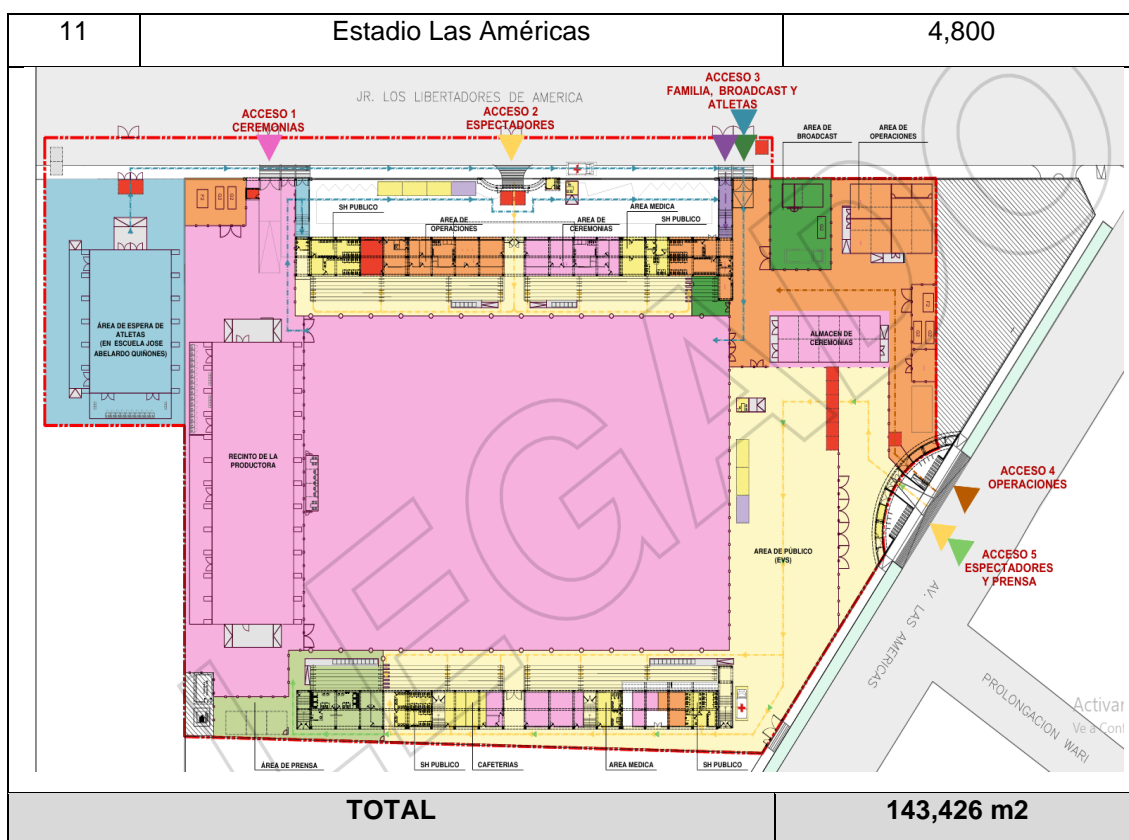 11 Estadio Las Américas 4,800
JR. LOS LIBERTADORES DE AMERICA
ACCESO 1
CEREMONIAS
ACCESO 2
ESPECTADORES
ACCESO 3
FAMILIA, BROADCAST Y
ATLETAS
AREA DE
BROADCAST
AREA DE
OPERACIONES
SH PUBLICO
AREA DE
OPERACIONES
AREA DE
CEREMONIAS
AREA MEDICA
SH PUBLICO
ÁREA DE ESPERA DE
ATLETAS
(EN ESCUELA JOSE
ABELARDO QUIÑONES)
ALMACEN DE
CEREMONIAS
RECINTO DE LA
PRODUCTORA
AREA DE PÚBLICO
(EVS)
ACCESO 4
OPERACIONES
ACCESO 5
ESPECTADORES
Y PRENSA
AV. LAS AMERICAS
PROLONGACION WARI
Activar
Ve a Conf
ÁREA DE PRENSA
SH PUBLICO
CAFETERIAS
AREA MEDICA
SH PUBLICO
LEGADO
TOTAL 143,426 m2